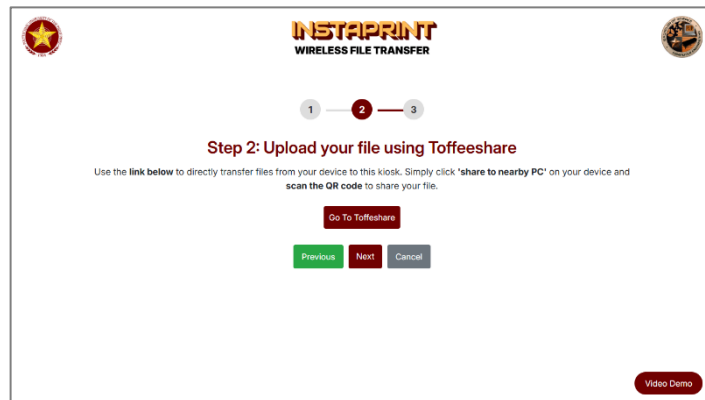 INSTAPRINT
WIRELESS FILE TRANSFER
1 2 3
Step 2: Upload your file using Toffeeshare
Use the link below to directly transfer files from your device to this kiosk. Simply click 'share to nearby PC' on your device and
scan the QR code to share your file.
Go To Toffeshare
Previous Next Cancel
Video Demo